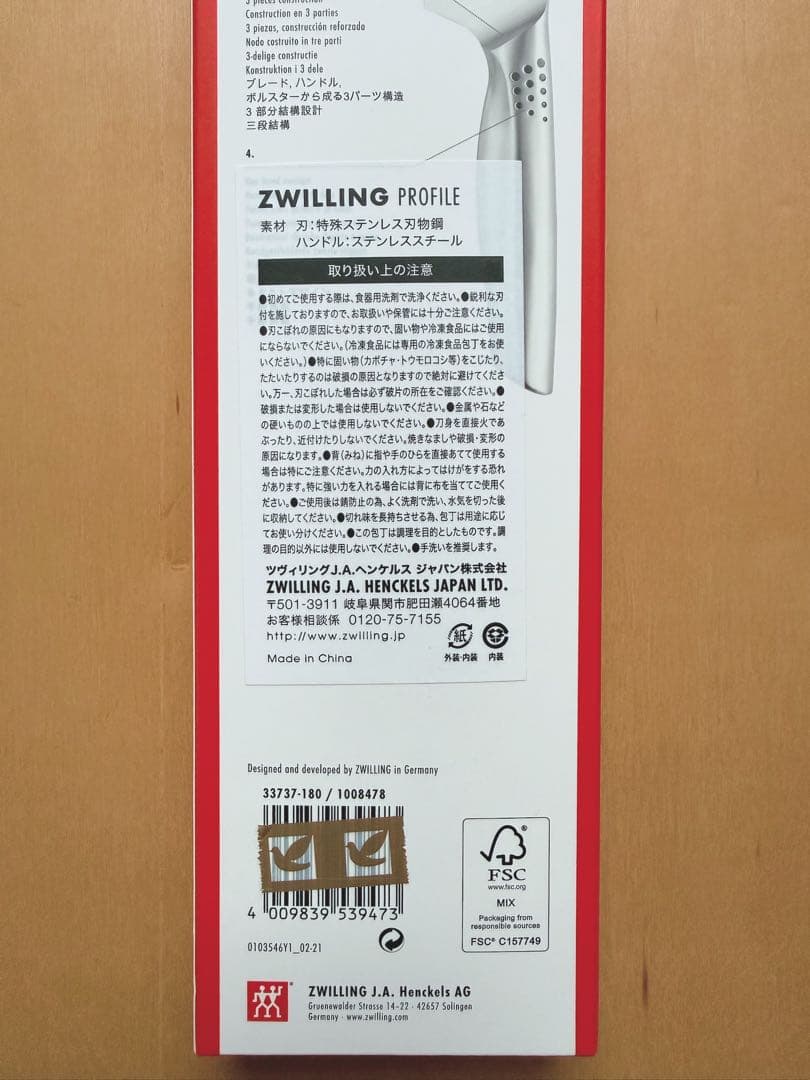 3 pieces construction
Construction en 3 parties
3 piezas, construcción reforzada
Nodo costruito in tre parti
3-delige constructie
Konstruktion i 3 dele
ブレード, ハンドル,
ボルスターから成る3パーツ構造
3 部分結構設計
三段結構
4.
ZWILLING PROFILE
素材 刃:特殊ステンレス刃物鋼
ハンドル:ステンレススチール
取り扱い上の注意
●初めてご使用する際は、食器用洗剤で洗浄ください。●鋭利な刃
付を施しておりますので、お取扱いや保管には十分ご注意ください。
●刃こぼれの原因にもなりますので、固い物や冷凍食品にはご使用
にならないでください。(冷凍食品には専用の冷凍食品包丁をお使
いください。)●特に固い物(カボチャ・トウモロコシ等)をこじたり、
たたいたりするのは破損の原因となりますので絶対に避けてくださ
い。万一、刃こぼれした場合は必ず破片の所在をご確認ください。●
破損または変形した場合は使用しないでください。●金属や石など
の硬いものの上では使用しないでください。●刀身を直接火であ
ぶったり、近付けたりしないでください。焼きなましや破損・変形の
原因になります。●背(みね)に指や手のひらを直接あてて使用する
場合は特にご注意ください。力の入れ方によってはけがをする恐れ
があります。特に強い力を入れる場合には背に布を当ててご使用く
ださい。●ご使用後は錆防止の為、よく洗剤で洗い、水気を切った後
に収納してください。●切れ味を長持ちさせる為、包丁は用途に応じ
てお使い分けください。●この包丁は調理を目的としたものです。調
理の目的以外には使用しないでください。●手洗いを推奨します。
ツヴィリングJ.A.ヘンケルス ジャパン株式会社
ZWILLING J.A. HENCKELS JAPAN LTD.
〒501-3911 岐阜県関市肥田瀬4064番地
お客様相談係 0120-75-7155
http://www.zwilling.jp
紙
外装・内装 内装
Made in China
Designed and developed by ZWILLING in Germany
33737-180 / 1008478
4 009839 539473
0103546Y1_02-21
FSC
www.fsc.org
MIX
Packaging from
responsible sources
FSC® C157749
ZWILLING J.A. Henckels AG
Gruenewalder Strasse 14-22 · 42657 Solingen
Germany · www.zwilling.com